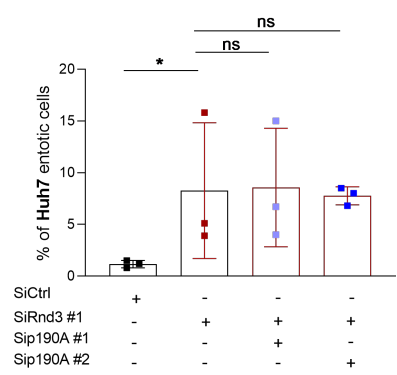 ns
* ns
20
15
10
5
0
% of Huh7 entotic cells
SiCtrl + - - -
SiRnd3 #1 - + + +
Sip190A #1 - - + -
Sip190A #2 - - - +